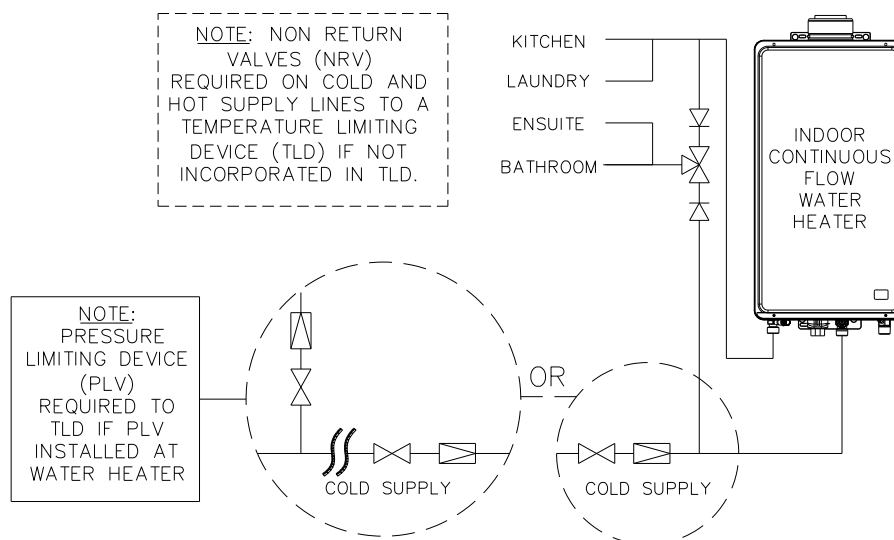 NOTE: NON RETURN
VALVES (NRV)
REQUIRED ON COLD AND
HOT SUPPLY LINES TO A
TEMPERATURE LIMITING
DEVICE (TLD) IF NOT
INCORPORATED IN TLD.
KITCHEN
LAUNDRY
ENSUITE
BATHROOM
INDOOR
CONTINUOUS
FLOW
WATER
HEATER
NOTE:
PRESSURE
LIMITING DEVICE
(PLV)
REQUIRED TO
TLD IF PLV
INSTALLED AT
WATER HEATER
OR
COLD SUPPLY
COLD SUPPLY